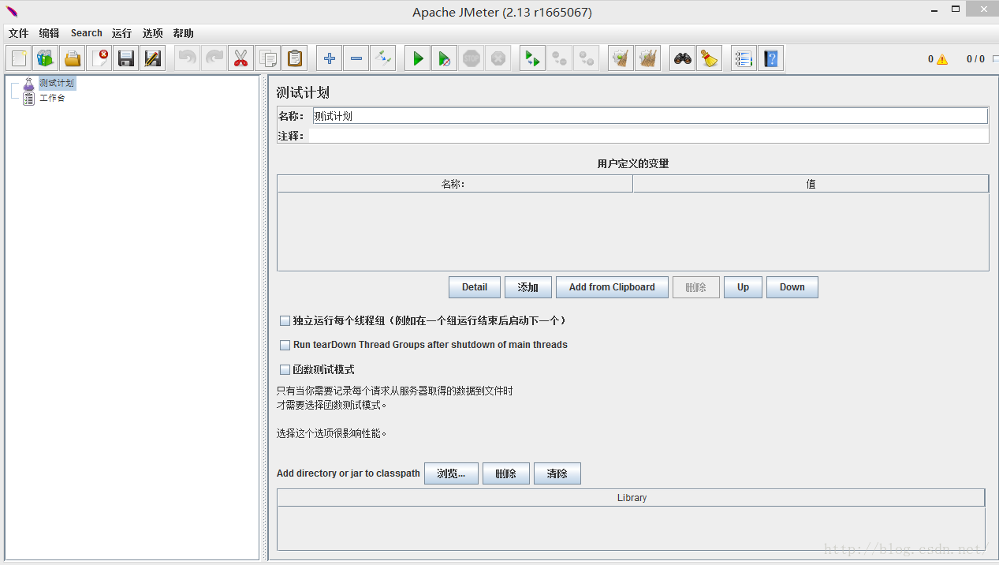 Apache JMeter (2.13 r1665067)
文件 编辑 Search 运行 选项 帮助
STOP
0 0 / 0
测试计划
工作台
测试计划
名称： 测试计划
注释：
用户定义的变量
名称: 值
Detail 添加 Add from Clipboard 删除 Up Down
独立运行每个线程组（例如在一个组运行结束后启动下一个）
Run tearDown Thread Groups after shutdown of main threads
函数测试模式
只有当你需要记录每个请求从服务器取得的数据到文件时
才需要选择函数测试模式。
选择这个选项很影响性能。
Add directory or jar to classpath 浏览... 删除 清除
Library
http://blog.csdn.net/